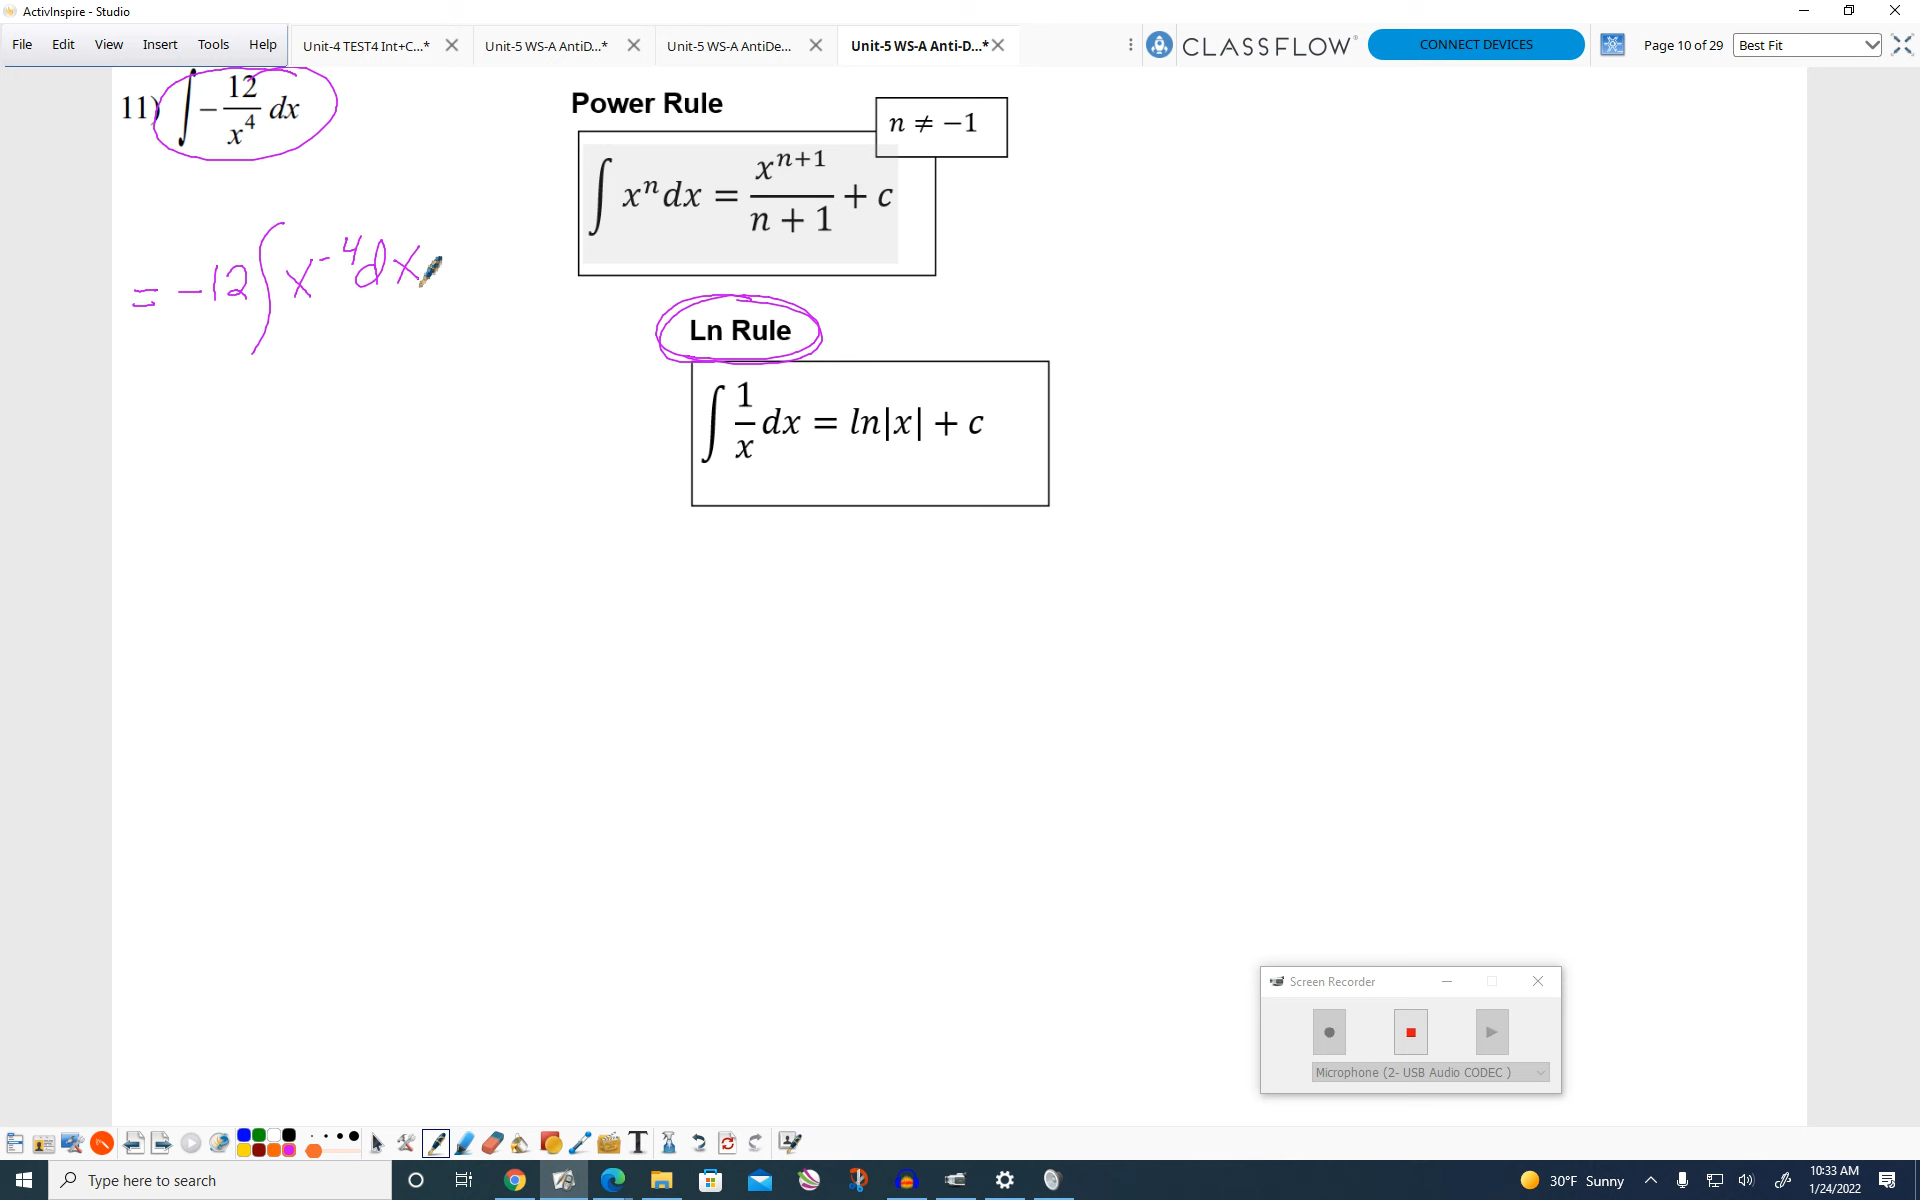 ActivInspire - Studio
File Edit View Insert Tools Help
Unit-4 TEST4 Int+C...*
Unit-5 WS-A AntiD...*
Unit-5 WS-A AntiDe...
Unit-5 WS-A Anti-D...*
CLASSFLOW
CONNECT DEVICES
Page 10 of 29
Best Fit
11) ∫ -12/x⁴ dx
Power Rule
n ≠ −1
∫ xⁿdx = xⁿ⁺¹/(n + 1) + c
= -12 ∫ x⁻⁴ dx
Ln Rule
∫ 1/x dx = ln|x| + c
Screen Recorder
Microphone (2- USB Audio CODEC )
T
Type here to search
30°F Sunny
10:33 AM
1/24/2022